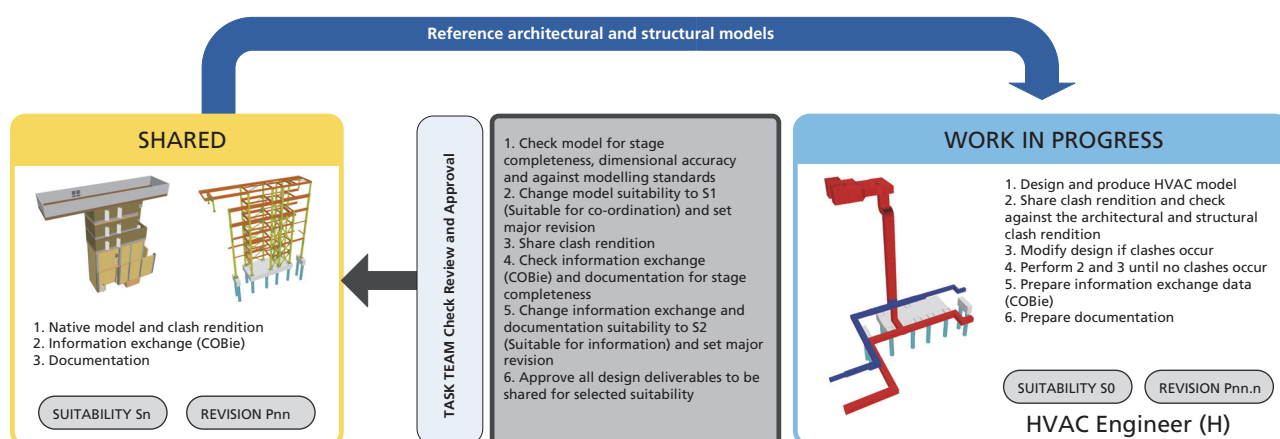 Reference architectural and structural models
SHARED
1. Native model and clash rendition
2. Information exchange (COBie)
3. Documentation
SUITABILITY Sn
REVISION Pnn
TASK TEAM Check Review and Approval
1. Check model for stage
completeness, dimensional accuracy
and against modelling standards
2. Change model suitability to S1
(Suitable for co-ordination) and set
major revision
3. Share clash rendition
4. Check information exchange
(COBie) and documentation for stage
completeness
5. Change information exchange and
documentation suitability to S2
(Suitable for information) and set major
revision
6. Approve all design deliverables to be
shared for selected suitability
WORK IN PROGRESS
1. Design and produce HVAC model
2. Share clash rendition and check
against the architectural and structural
clash rendition
3. Modify design if clashes occur
4. Perform 2 and 3 until no clashes occur
5. Prepare information exchange data
(COBie)
6. Prepare documentation
SUITABILITY S0
REVISION Pnn.n
HVAC Engineer (H)